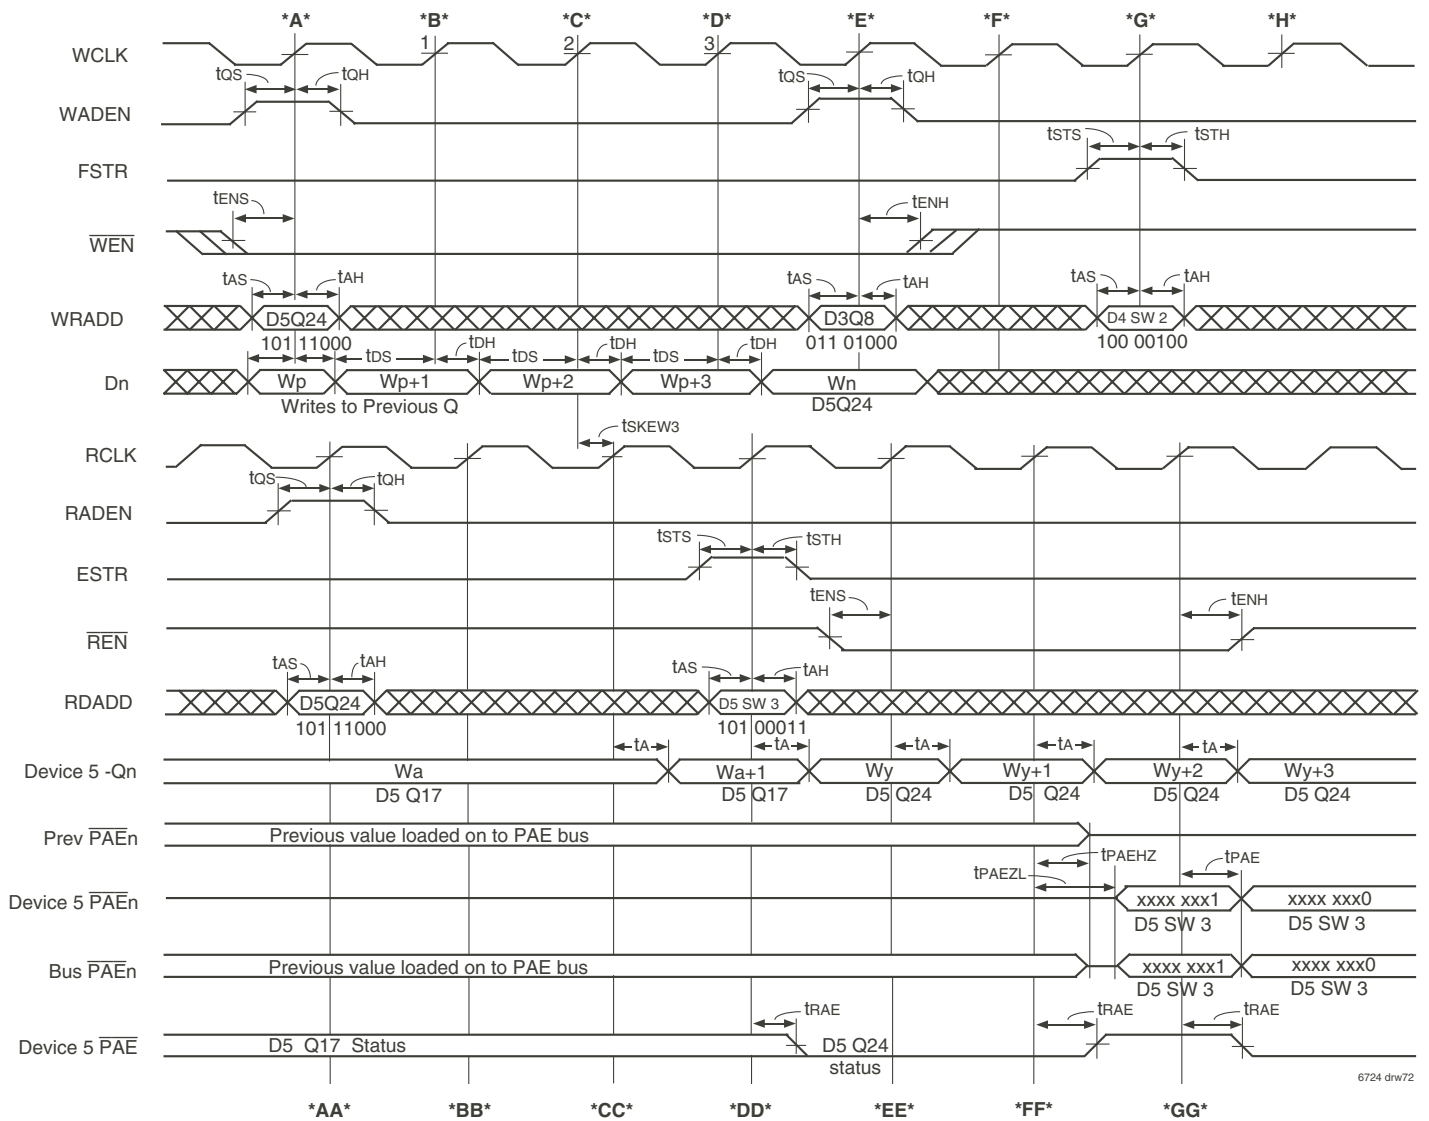 *A* *B* *C* *D* *E* *F* *G* *H*
WCLK 1 2 3
tQS tQH tQS tQH
WADEN
tSTS tSTH
FSTR
tENS tENH
WEN
tAS tAH tAS tAH tAS tAH
WRADD D5Q24 D3Q8 D4 SW 2
101 11000 011 01000 100 00100
tDS tDH tDS tDH tDS tDH
Dn Wp Wp+1 Wp+2 Wp+3 Wn
Writes to Previous Q D5Q24
tSKEW3
RCLK
tQS tQH
RADEN
tSTS tSTH
ESTR
tENS tENH
REN
tAS tAH tAS tAH
RDADD D5Q24 D5 SW 3
101 11000 101 00011
tA tA tA tA tA
Device 5 -Qn Wa Wa+1 Wy Wy+1 Wy+2 Wy+3
D5 Q17 D5 Q17 D5 Q24 D5 Q24 D5 Q24 D5 Q24
Prev PAEn Previous value loaded on to PAE bus
tPAEHZ tPAE
tPAEZL
Device 5 PAEn xxxx xxx1 xxxx xxx0
D5 SW 3 D5 SW 3
Bus PAEn Previous value loaded on to PAE bus xxxx xxx1 xxxx xxx0
D5 SW 3 D5 SW 3
tRAE tRAE tRAE
Device 5 PAE D5 Q17 Status D5 Q24
status
6724 drw72
*AA* *BB* *CC* *DD* *EE* *FF* *GG*